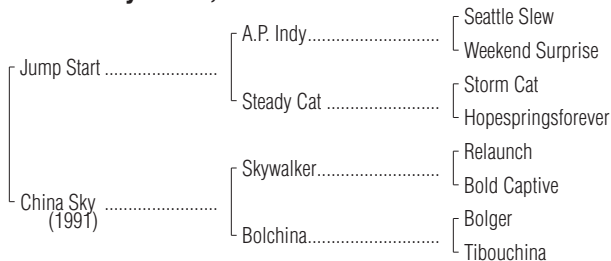 Seattle Slew
A.P. Indy
Weekend Surprise
Jump Start
Storm Cat
Steady Cat
Hopespringsforever
Relaunch
Skywalker
Bold Captive
China Sky
(1991)
Bolger
Bolchina
Tibouchina